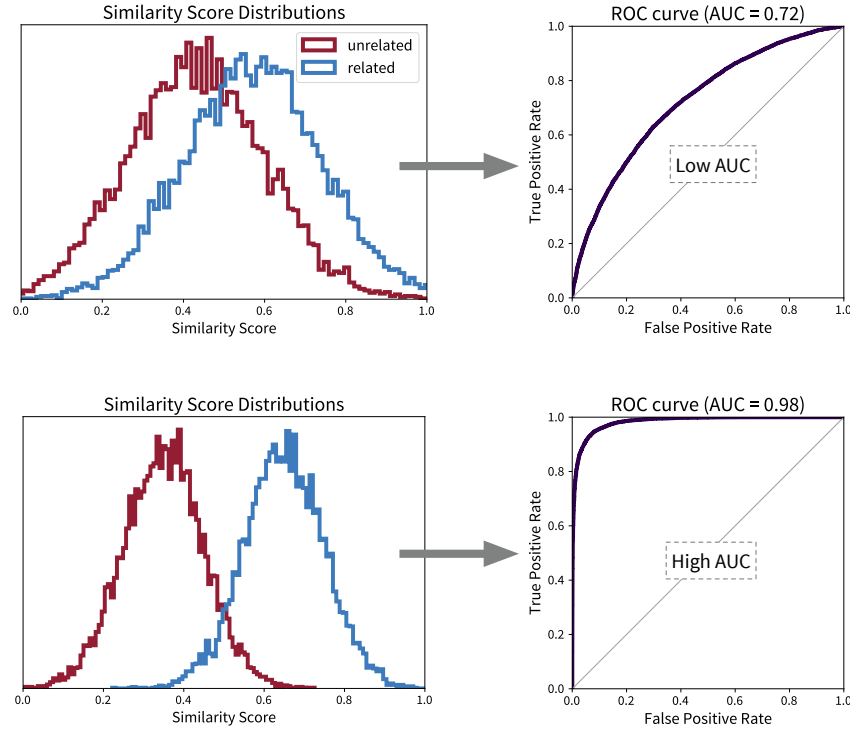 Similarity Score Distributions
unrelated
related
0.0 0.2 0.4 0.6 0.8 1.0
Similarity Score
ROC curve (AUC = 0.72)
True Positive Rate
1.0
0.8
0.6
0.4
0.2
0.0
Low AUC
0.0 0.2 0.4 0.6 0.8 1.0
False Positive Rate
Similarity Score Distributions
0.0 0.2 0.4 0.6 0.8 1.0
Similarity Score
ROC curve (AUC = 0.98)
True Positive Rate
1.0
0.8
0.6
0.4
0.2
0.0
High AUC
0.0 0.2 0.4 0.6 0.8 1.0
False Positive Rate